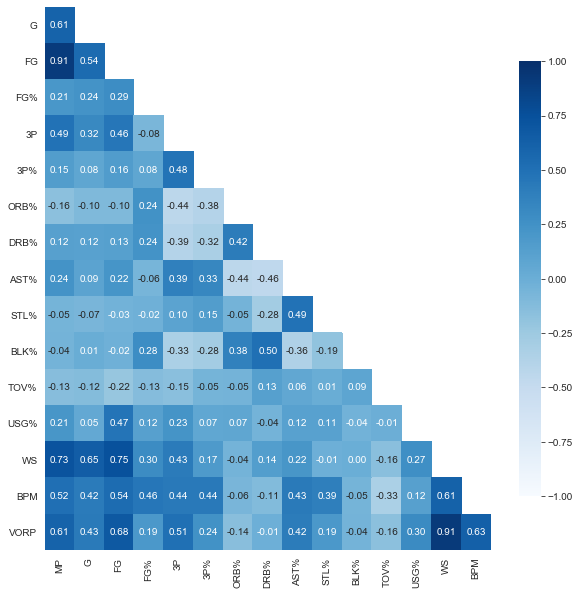 G 0.61
FG 0.91 0.54
FG% 0.21 0.24 0.29
3P 0.49 0.32 0.46 -0.08
3P% 0.15 0.08 0.16 0.08 0.48
ORB% -0.16 -0.10 -0.10 0.24 -0.44 -0.38
DRB% 0.12 0.12 0.13 0.24 -0.39 -0.32 0.42
AST% 0.24 0.09 0.22 -0.06 0.39 0.33 -0.44 -0.46
STL% -0.05 -0.07 -0.03 -0.02 0.10 0.15 -0.05 -0.28 0.49
BLK% -0.04 0.01 -0.02 0.28 -0.33 -0.28 0.38 0.50 -0.36 -0.19
TOV% -0.13 -0.12 -0.22 -0.13 -0.15 -0.05 -0.05 0.13 0.06 0.01 0.09
USG% 0.21 0.05 0.47 0.12 0.23 0.07 0.07 -0.04 0.12 0.11 -0.04 -0.01
WS 0.73 0.65 0.75 0.30 0.43 0.17 -0.04 0.14 0.22 -0.01 0.00 -0.16 0.27
BPM 0.52 0.42 0.54 0.46 0.44 0.44 -0.06 -0.11 0.43 0.39 -0.05 -0.33 0.12 0.61
VORP 0.61 0.43 0.68 0.19 0.51 0.24 -0.14 -0.01 0.42 0.19 -0.04 -0.16 0.30 0.91 0.63
MP G FG FG% 3P 3P% ORB% DRB% AST% STL% BLK% TOV% USG% WS BPM
1.00
0.75
0.50
0.25
0.00
-0.25
-0.50
-0.75
-1.00